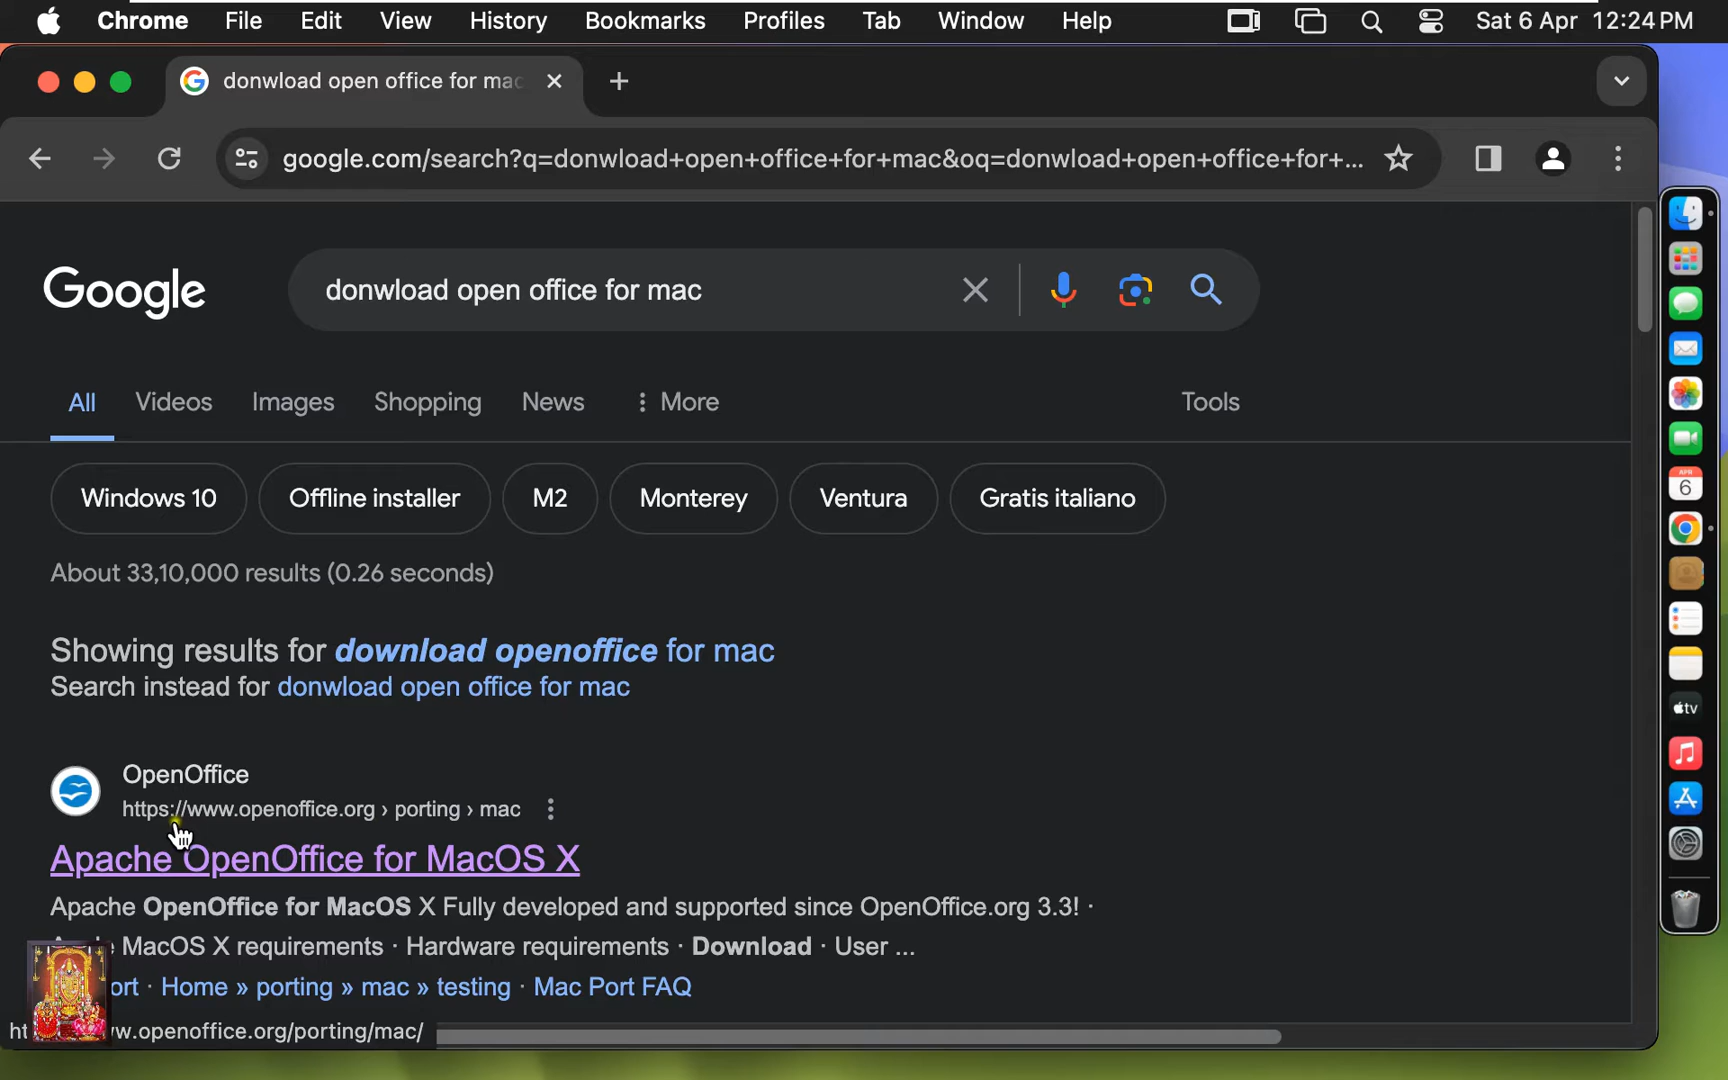 Chrome File Edit View History Bookmarks Profiles Tab Window Help Sat 6 Apr 12:24 PM
donwload open office for mac
google.com/search?q=donwload+open+office+for+mac&oq=donwload+open+office+for+...
Google donwload open office for mac
All Videos Images Shopping News More Tools
Windows 10 Offline installer M2 Monterey Ventura Gratis italiano
About 33,10,000 results (0.26 seconds)
Showing results for download openoffice for mac
Search instead for donwload open office for mac
OpenOffice
https://www.openoffice.org › porting › mac
Apache OpenOffice for MacOS X
Apache OpenOffice for MacOS X Fully developed and supported since OpenOffice.org 3.3! ·
MacOS X requirements · Hardware requirements · Download · User ...
· Home » porting » mac » testing · Mac Port FAQ
w.openoffice.org/porting/mac/
APR
6
tv